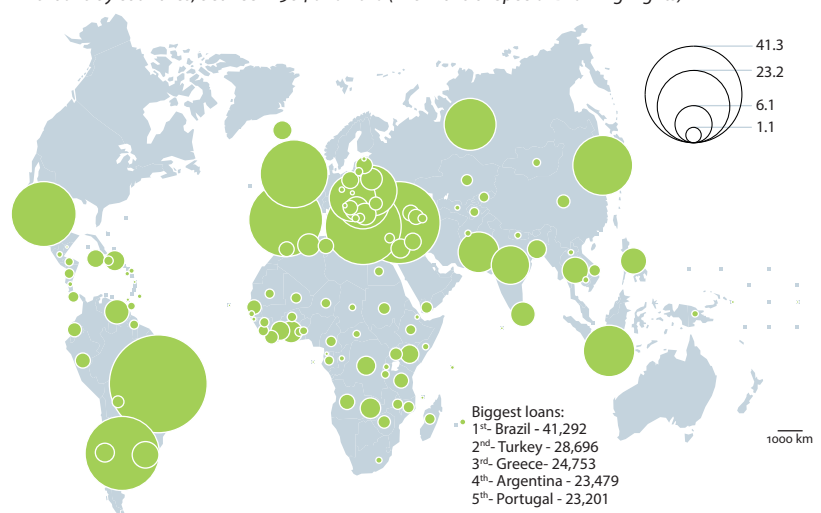 41.3
23.2
6.1
1.1
Biggest loans:
1st- Brazil - 41,292
2nd- Turkey - 28,696
3rd- Greece- 24,753
4th- Argentina - 23,479
5th- Portugal - 23,201
1000 km